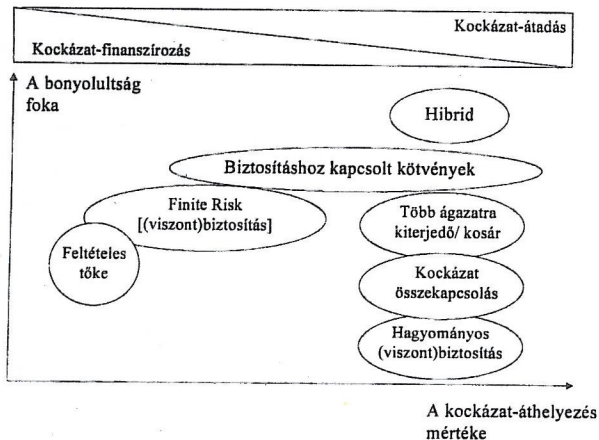 Kockázat-átadás
Kockázat-finanszírozás
A bonyolultság
foka
Hibrid
Biztosításhoz kapcsolt kötvények
Finite Risk
[(viszont)biztosítás]
Több ágazatra
kiterjedő/ kosár
Feltételes
tőke
Kockázat
összekapcsolás
Hagyományos
(viszont)biztosítás
A kockázat-áthelyezés
mértéke